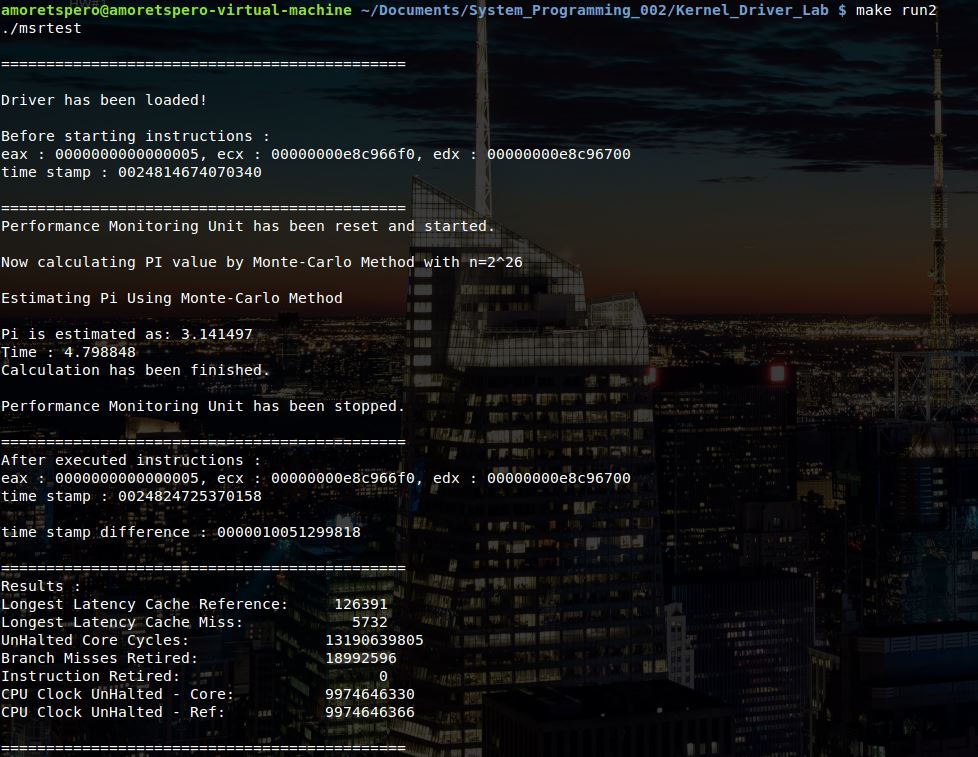 amoretspero@amoretspero-virtual-machine ~/Documents/System_Programming_002/Kernel_Driver_Lab $ make run2
./msrtest
=============================================
Driver has been loaded!
Before starting instructions :
eax : 0000000000000005, ecx : 00000000e8c966f0, edx : 00000000e8c96700
time stamp : 0024814674070340
=============================================
Performance Monitoring Unit has been reset and started.
Now calculating PI value by Monte-Carlo Method with n=2^26
Estimating Pi Using Monte-Carlo Method
Pi is estimated as: 3.141497
Time : 4.798848
Calculation has been finished.
Performance Monitoring Unit has been stopped.
=============================================
After executed instructions :
eax : 0000000000000005, ecx : 00000000e8c966f0, edx : 00000000e8c96700
time stamp : 0024824725370158
time stamp difference : 0000010051299818
=============================================
Results :
Longest Latency Cache Reference: 126391
Longest Latency Cache Miss: 5732
UnHalted Core Cycles: 13190639805
Branch Misses Retired: 18992596
Instruction Retired: 0
CPU Clock UnHalted - Core: 9974646330
CPU Clock UnHalted - Ref: 9974646366
=============================================